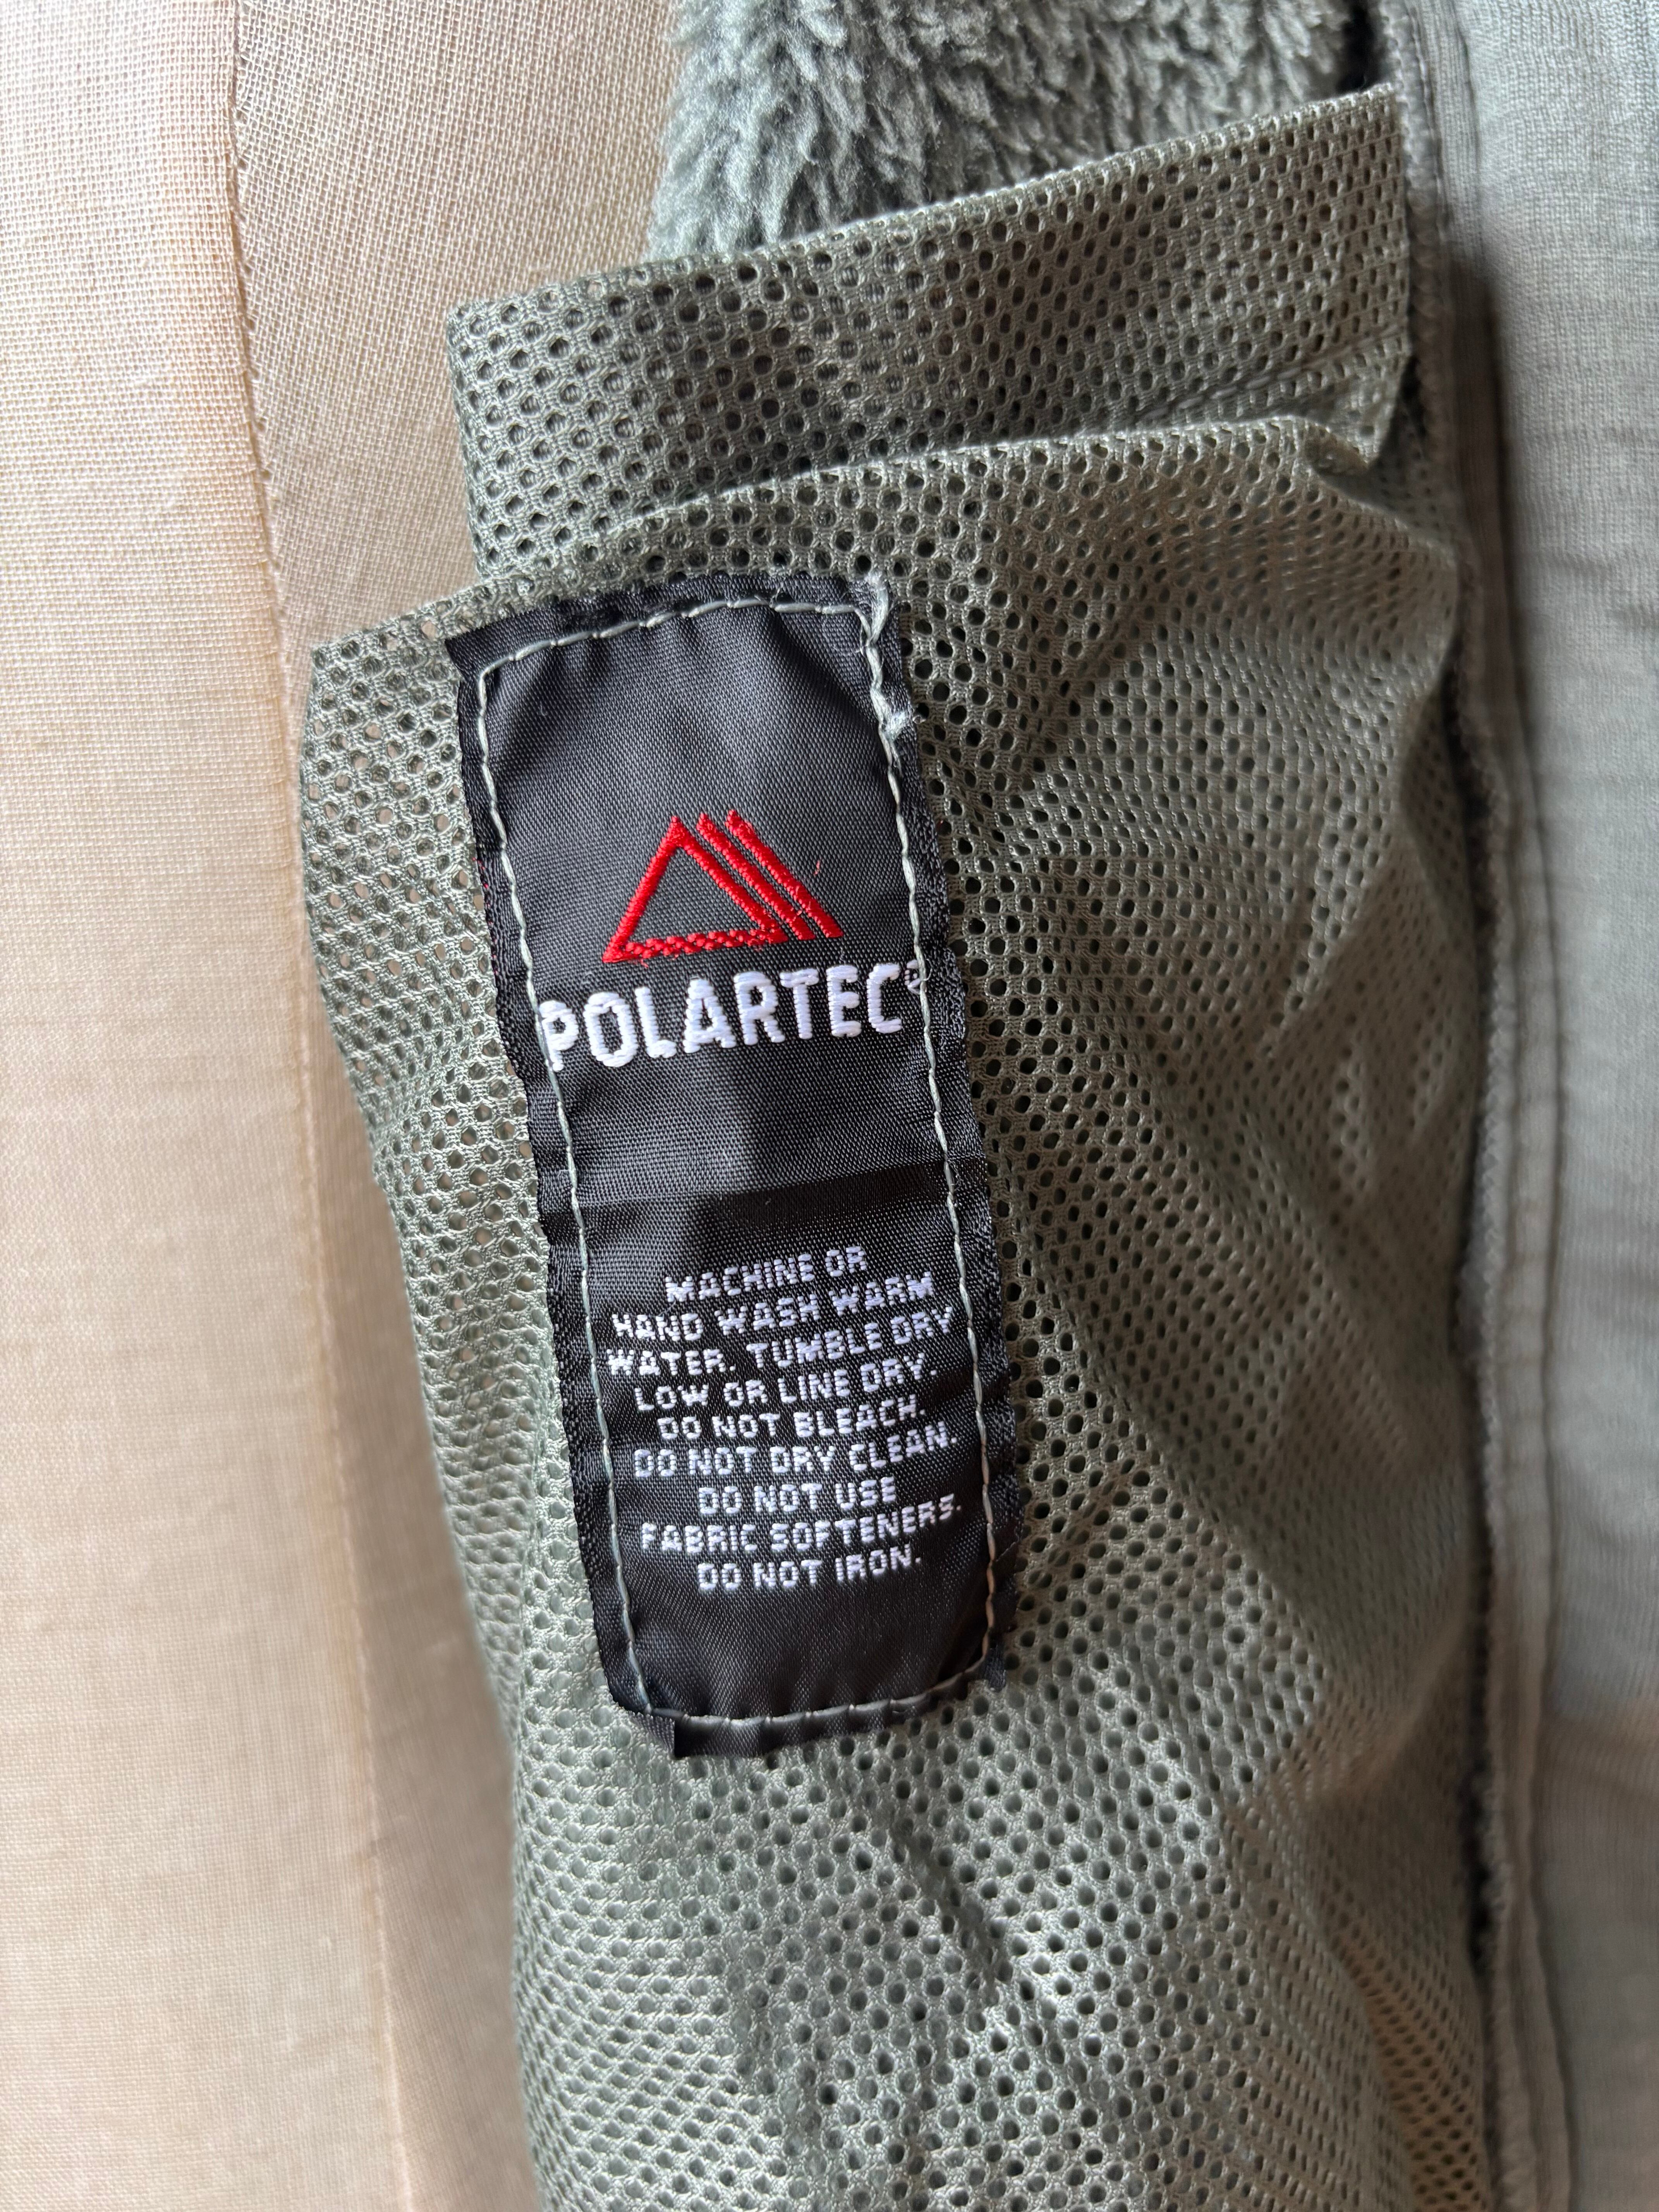 POLARTEC®
MACHINE OR
HAND WASH WARM
WATER. TUMBLE DRY
LOW OR LINE DRY.
DO NOT BLEACH.
DO NOT DRY CLEAN.
DO NOT USE
FABRIC SOFTENERS.
DO NOT IRON.